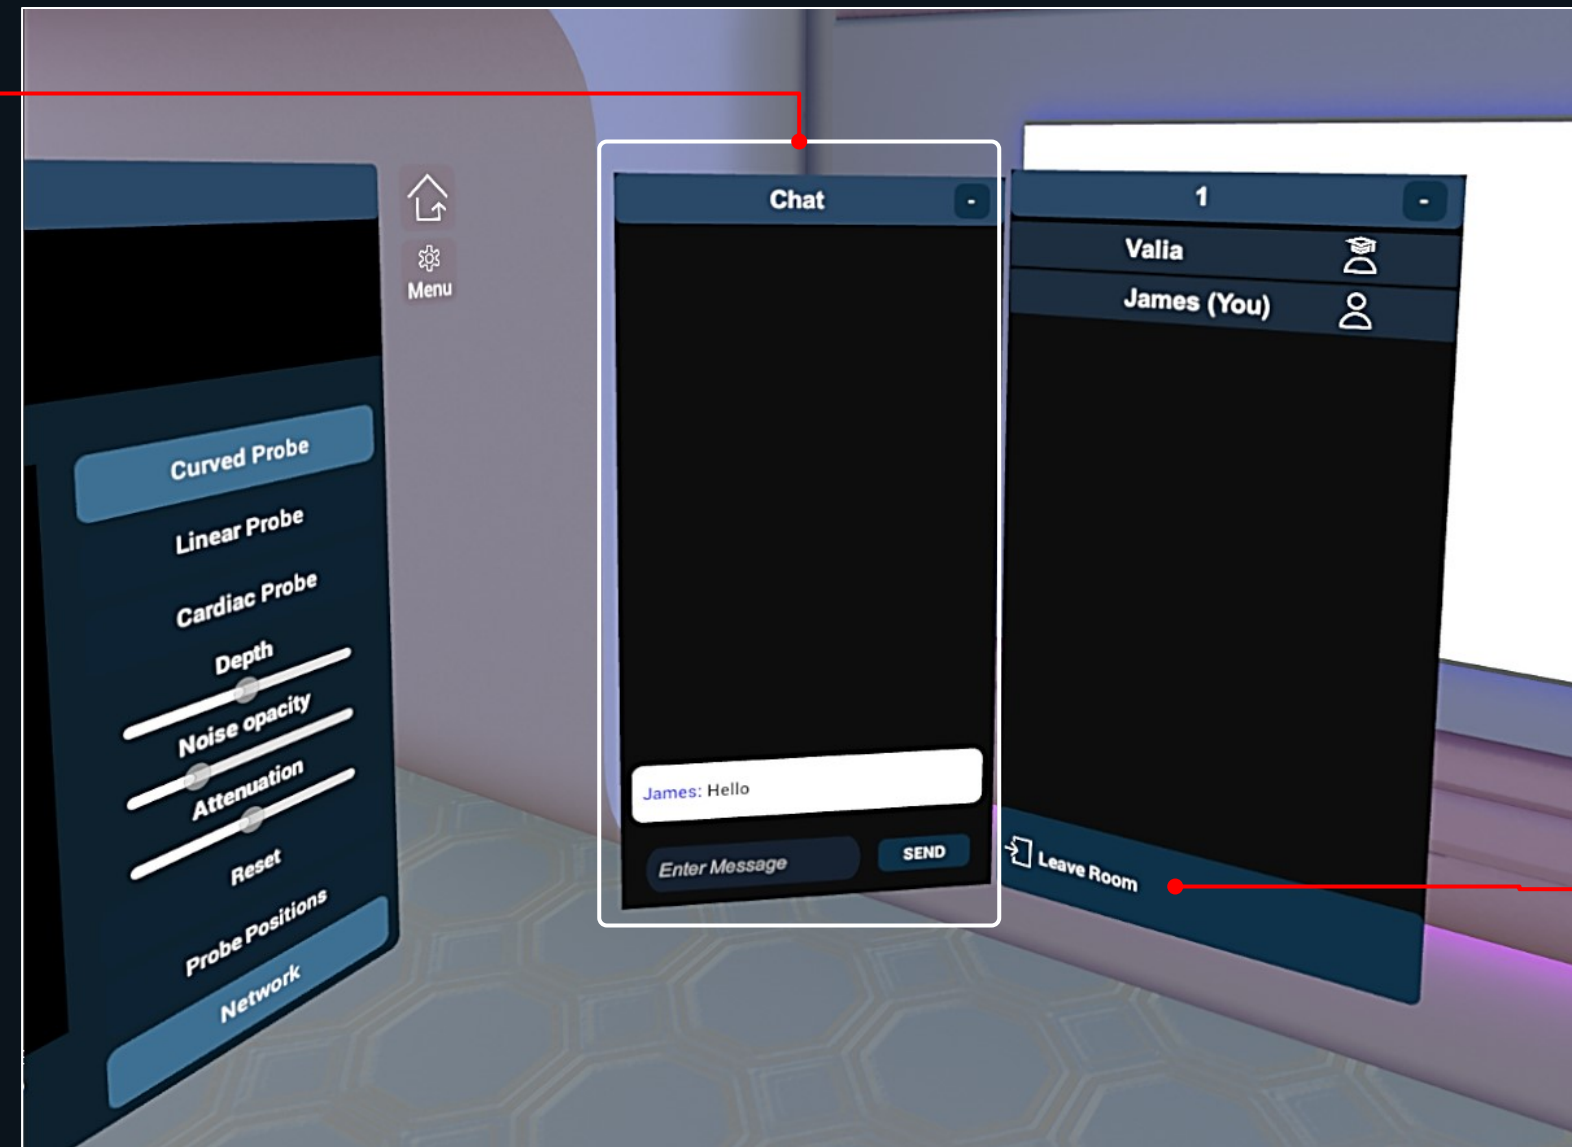 Menu
Curved Probe
Linear Probe
Cardiac Probe
Depth
Noise opacity
Attenuation
Reset
Probe Positions
Network
Chat
-
James: Hello
Enter Message
SEND
1
-
Valia
James (You)
Leave Room